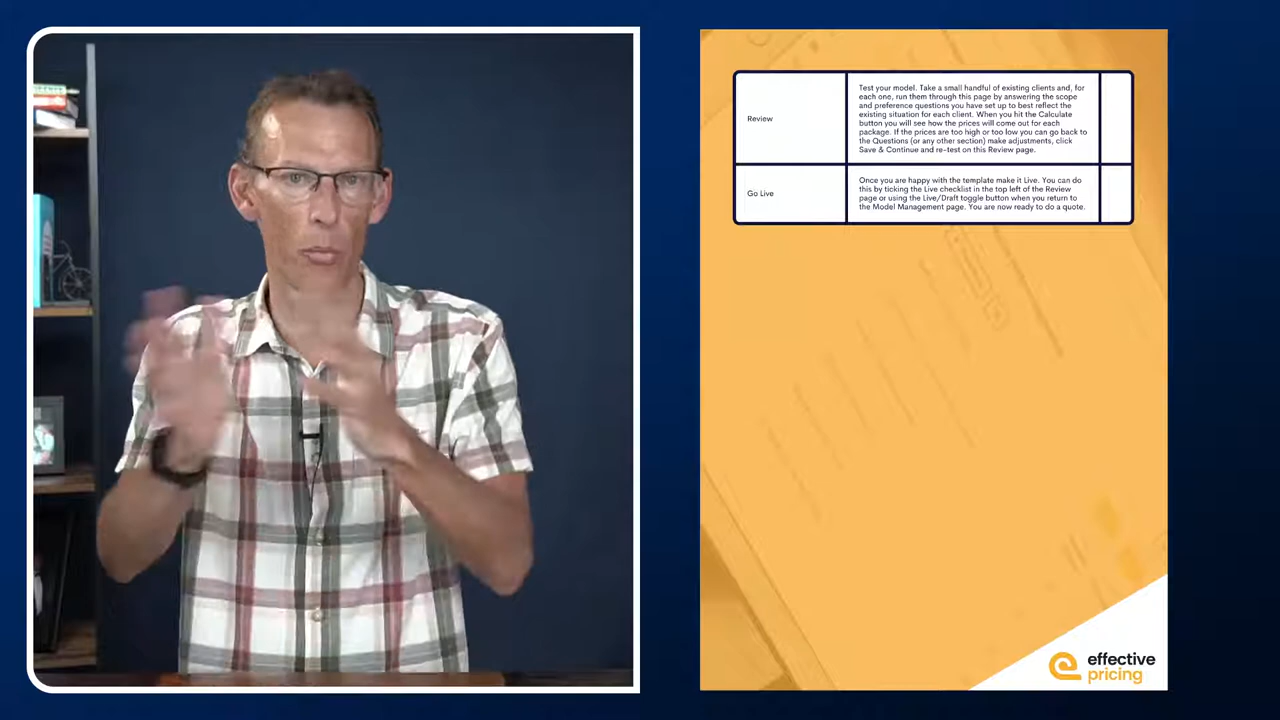 Review
Test your model. Take a small handful of existing clients and, for
each one, run them through this page by answering the scope
and preference questions you have set up to best reflect the
existing situation for each client. When you hit the Calculate
button you will see how the prices will come out for each
package. If the prices are too high or too low you can go back to
the Questions (or any other section) make adjustments, click
Save & Continue and re-test on this Review page.
Go Live
Once you are happy with the template make it Live. You can do
this by ticking the Live checklist in the top left of the Review
page or using the Live/Draft toggle button when you return to
the Model Management page. You are now ready to do a quote.
effective
pricing